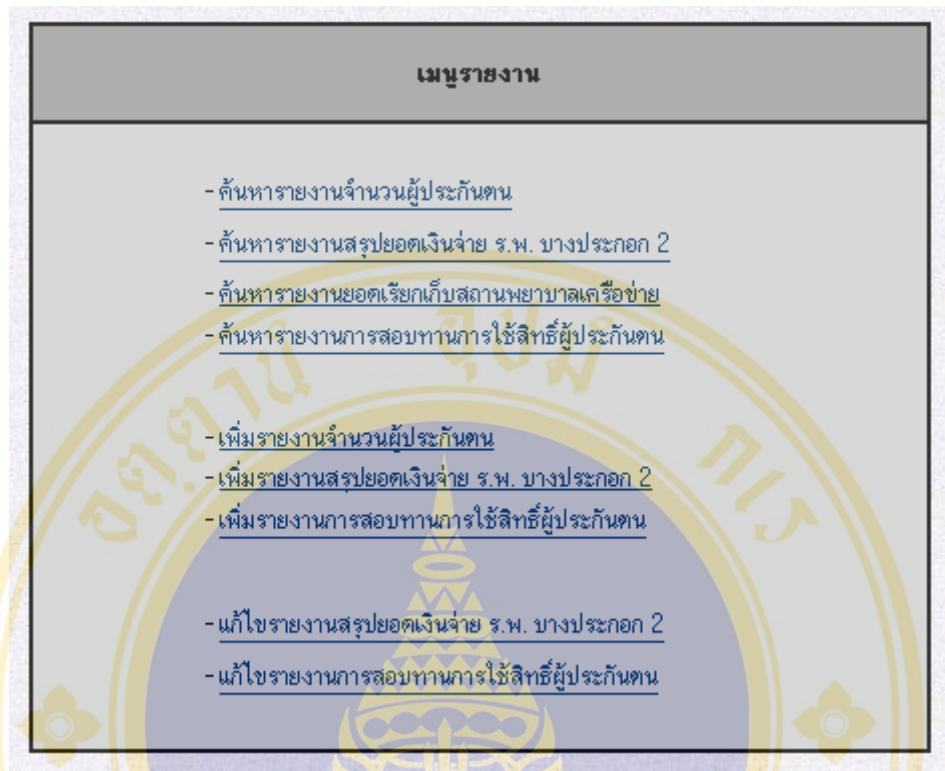 เมนูรายงาน
- ค้นหารายงานจำนวนผู้ประกันตน
- ค้นหารายงานสรุปยอดเงินจ่าย ร.พ. บางประกอก 2
- ค้นหารายงานยอดเรียกเก็บสถานพยาบาลเครือข่าย
- ค้นหารายงานการสอบทานการใช้สิทธิ์ผู้ประกันตน
- เพิ่มรายงานจำนวนผู้ประกันตน
- เพิ่มรายงานสรุปยอดเงินจ่าย ร.พ. บางประกอก 2
- เพิ่มรายงานการสอบทานการใช้สิทธิ์ผู้ประกันตน
- แก้ไขรายงานสรุปยอดเงินจ่าย ร.พ. บางประกอก 2
- แก้ไขรายงานการสอบทานการใช้สิทธิ์ผู้ประกันตน
อตฺตานํ อุปมํ กเร